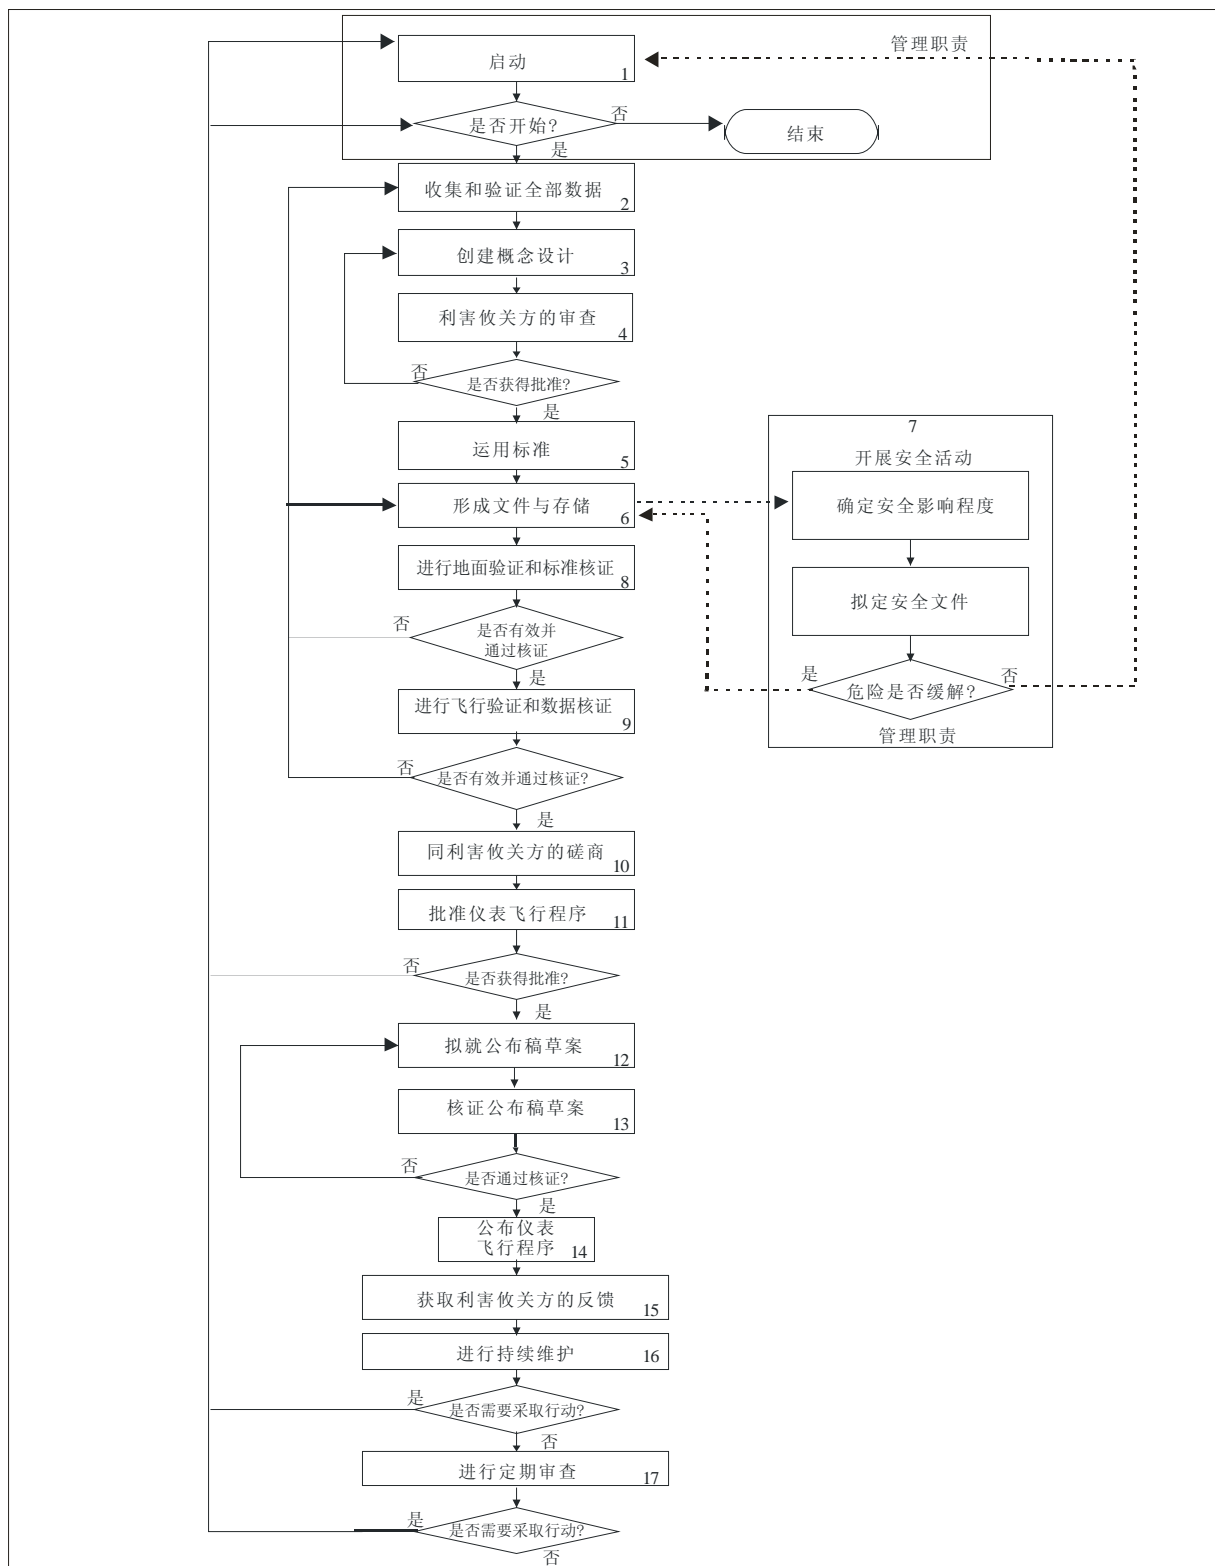 管理职责
启动
1
是否开始?
否
结束
是
收集和验证全部数据
2
创建概念设计
3
利害攸关方的审查
4
否
是否获得批准?
是
运用标准
5
形成文件与存储
6
7
开展安全活动
确定安全影响程度
拟定安全文件
是
危险是否缓解?
否
管理职责
进行地面验证和标准核证
8
否
是否有效并
通过核证
是
进行飞行验证和数据核证
9
否
是否有效并通过核证?
是
同利害攸关方的磋商
10
批准仪表飞行程序
11
否
是否获得批准?
是
拟就公布稿草案
12
核证公布稿草案
13
否
是否通过核证?
是
公布仪表
飞行程序
14
获取利害攸关方的反馈
15
进行持续维护
16
是
是否需要采取行动?
否
进行定期审查
17
是
是否需要采取行动?
否